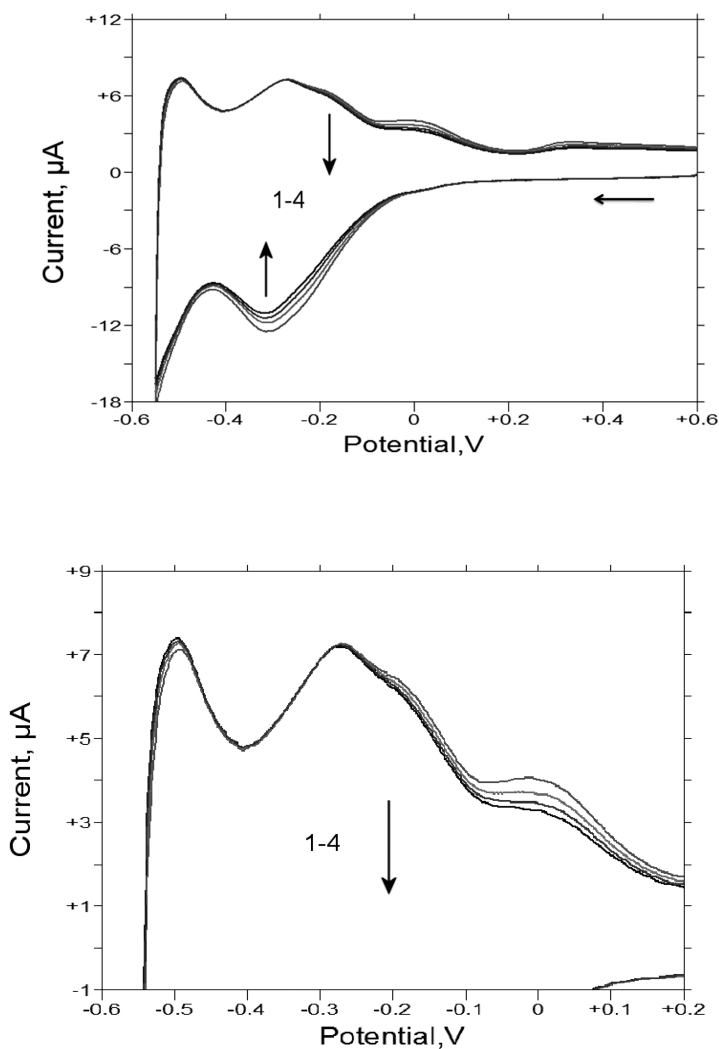 +12
+6
0
-6
-12
-18
Current, µA
1-4
-0.6 -0.4 -0.2 0 +0.2 +0.4 +0.6
Potential,V
+9
+7
+5
+3
+1
-1
Current, µA
1-4
-0.6 -0.5 -0.4 -0.3 -0.2 -0.1 0 +0.1 +0.2
Potential,V